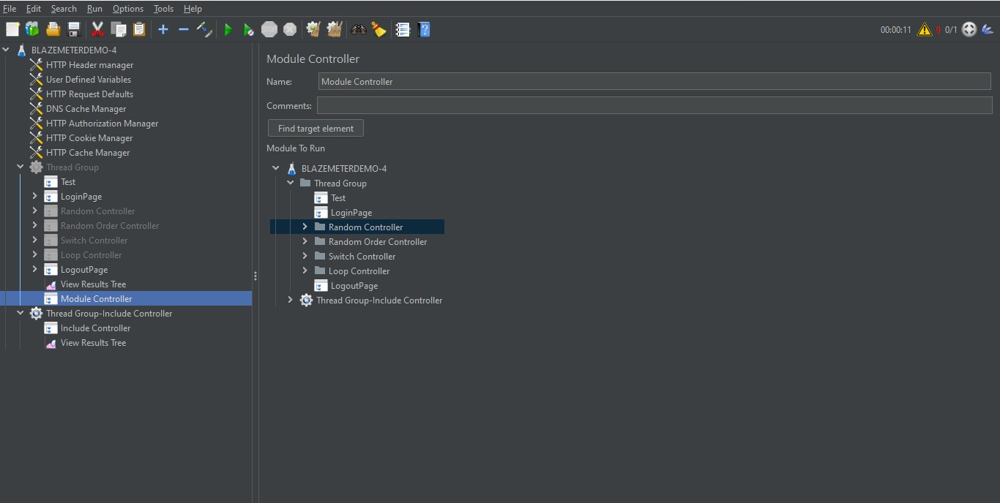 File Edit Search Run Options Tools Help
00:00:11 9 0/1
BLAZEMETERDEMO-4
HTTP Header manager
User Defined Variables
HTTP Request Defaults
DNS Cache Manager
HTTP Authorization Manager
HTTP Cookie Manager
HTTP Cache Manager
Thread Group
Test
LoginPage
Random Controller
Random Order Controller
Switch Controller
Loop Controller
LogoutPage
View Results Tree
Module Controller
Thread Group-Include Controller
Include Controller
View Results Tree
Module Controller
Name: Module Controller
Comments:
Find target element
Module To Run
BLAZEMETERDEMO-4
Thread Group
Test
LoginPage
Random Controller
Random Order Controller
Switch Controller
Loop Controller
LogoutPage
Thread Group-Include Controller